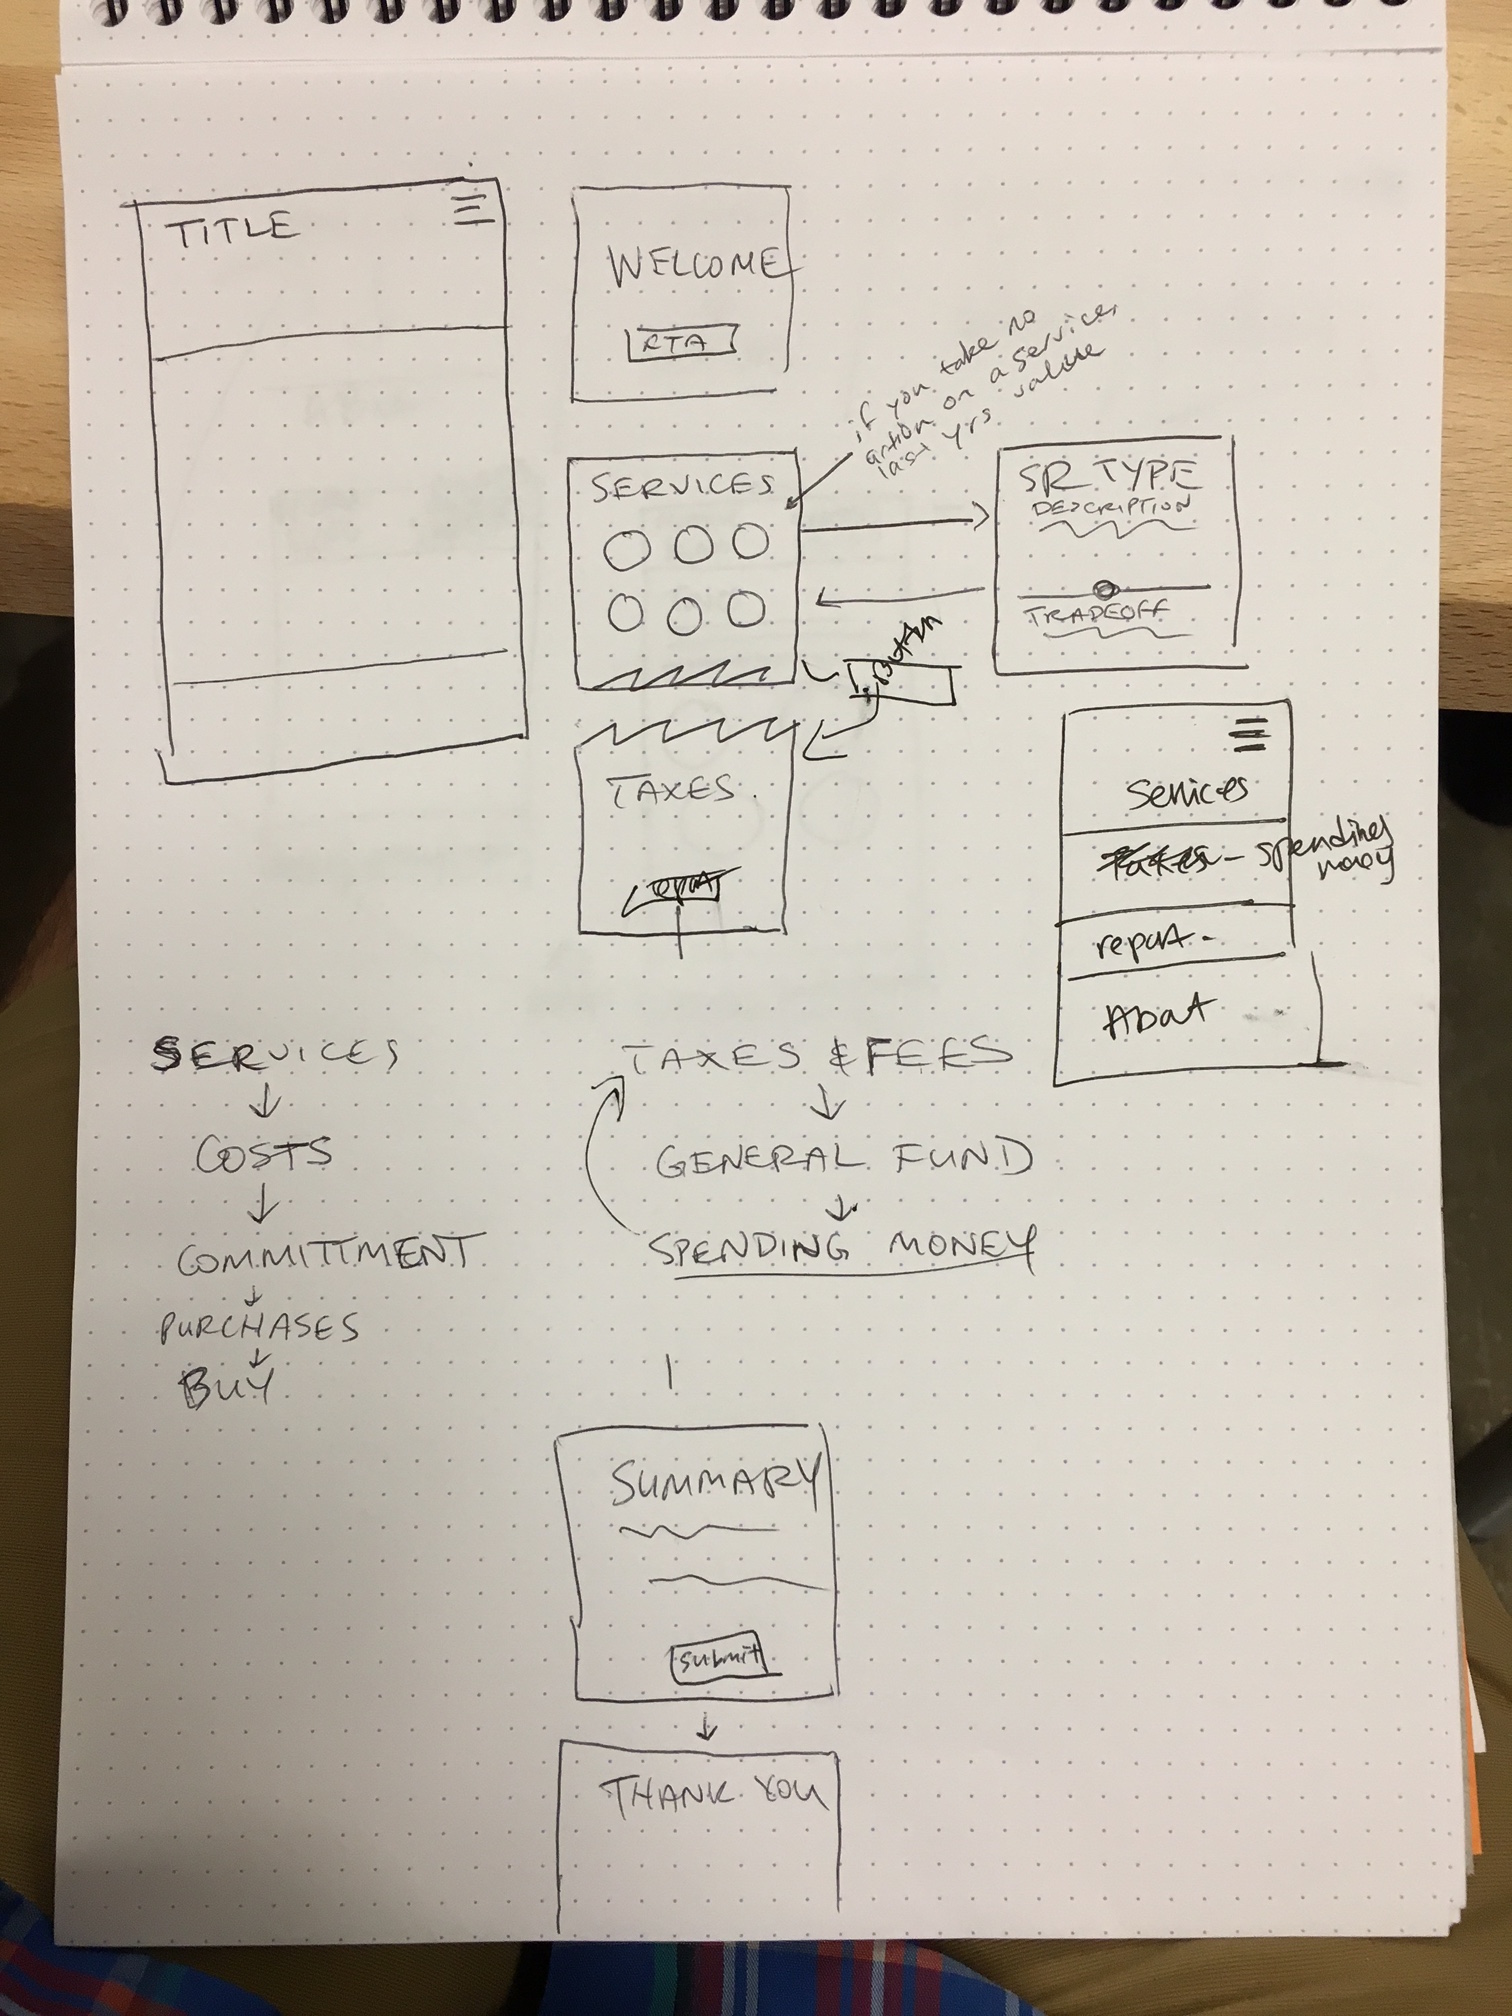 TITLE
WELCOME
RTA
if you take no
action on a services
last yrs value
SERVICES
SR TYPE
DESCRIPTION
TRADEOFF
Button
TAXES
report
Services
Taxes - spending
money
report -
About
SERVICES
COSTS
COMMITTMENT
PURCHASES
BUY
TAXES & FEES
GENERAL FUND
SPENDING MONEY
SUMMARY
submit
THANK YOU